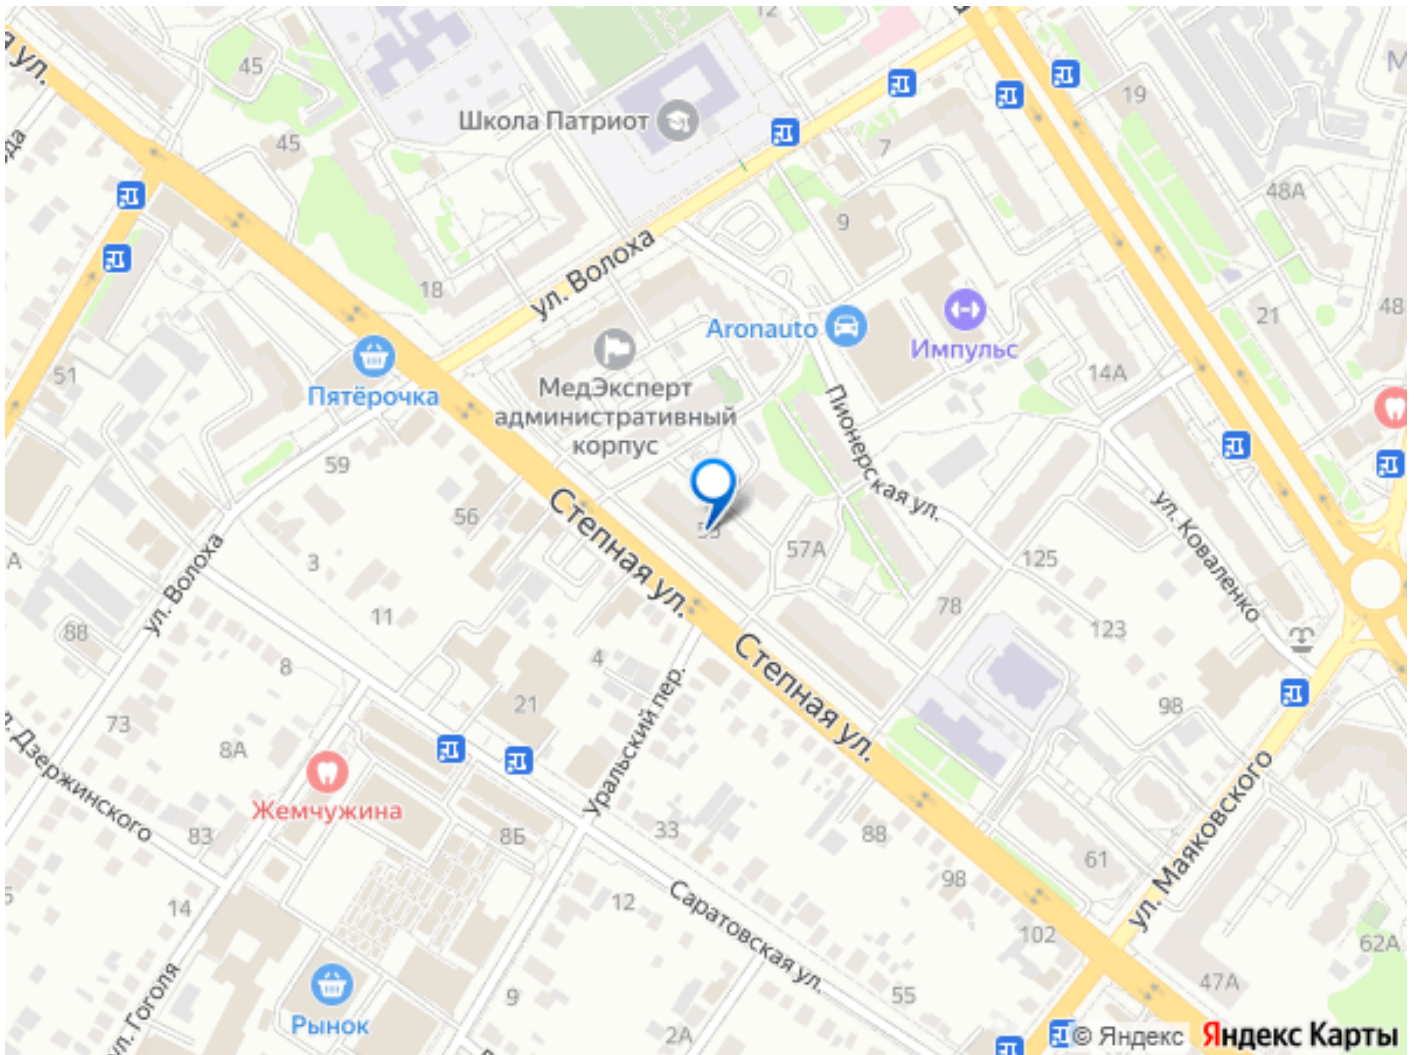 я ул.
45
12
Школа Патриот
19
45
7
48А
9
ул. Волоха
18
Aronauto
Импульс
21
48
МедЭксперт
административный
корпус
Пятёрочка
51
14А
Пионерская ул.
59
56
Степная ул.
57А
ул. Коваленко
125
3
ул. Волоха
11
88
78
123
4
8
Степная ул.
Уральский пер.
21
98
73
8А
Дзержинского
Жемчужина
83
8Б
33
88
61
ул. Маяковского
98
14
12
Саратовская ул.
102
62А
47А
ул. Гоголя
9
55
Рынок
2А
© Яндекс Яндекс Карты